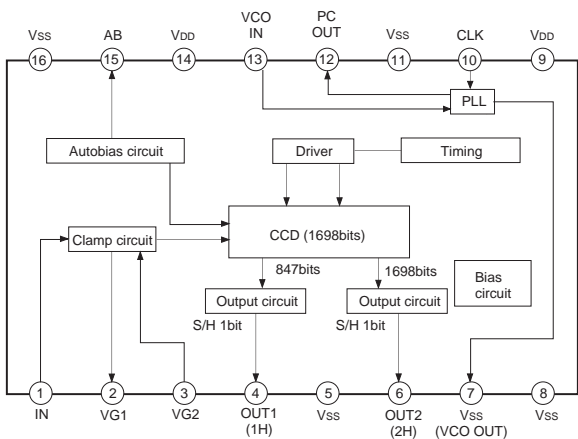 VSS
AB
VDD
VCO
IN
PC
OUT
VSS
CLK
VDD
16
15
14
13
12
11
10
9
PLL
Autobias circuit
Driver
Timing
CCD (1698bits)
Clamp circuit
847bits
1698bits
Output circuit
Output circuit
Bias
circuit
S/H 1bit
S/H 1bit
1
2
3
4
5
6
7
8
IN
VG1
VG2
OUT1
(1H)
VSS
OUT2
(2H)
VSS
(VCO OUT)
VSS